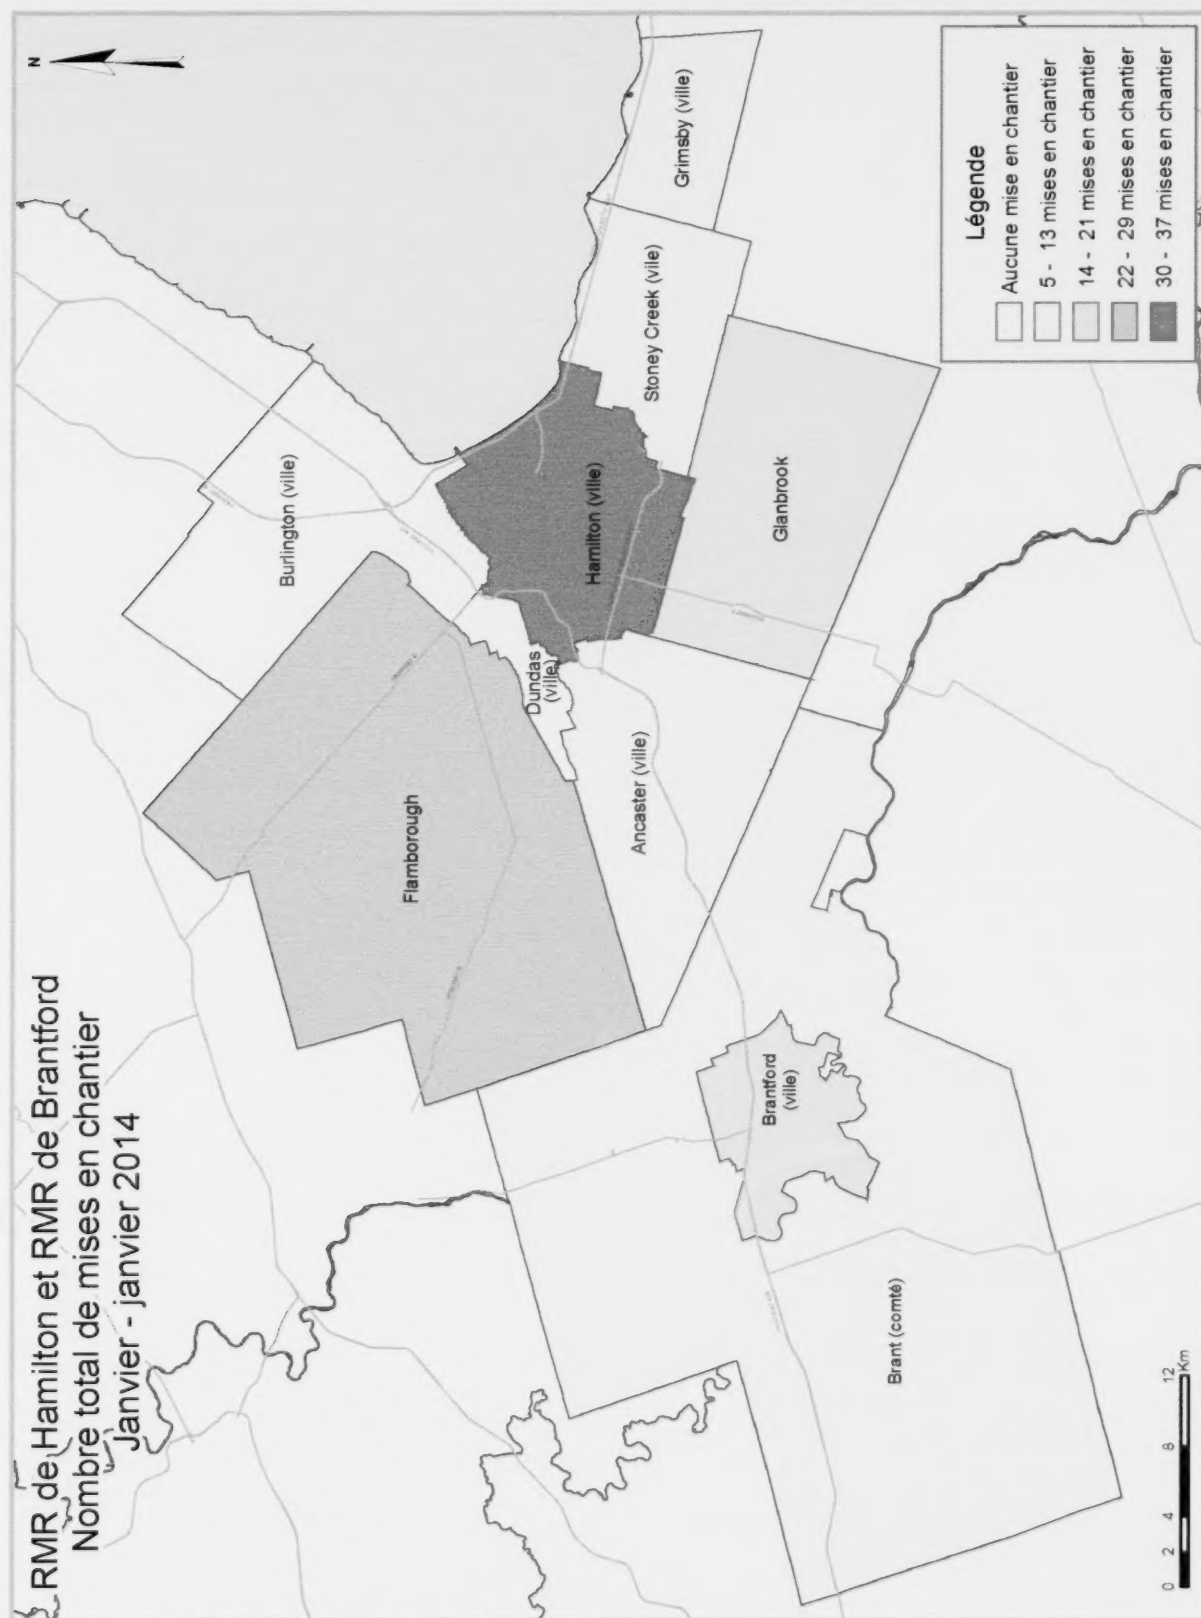 RMR de Hamilton et RMR de Brantford
Nombre total de mises en chantier
Janvier - janvier 2014
N
Burlington (ville)
Flamborough
Dundas
(ville)
Hamilton (ville)
Grimsby (ville)
Stoney Creek (vile)
Ancaster (ville)
Glanbrook
Brantford
(ville)
Brant (comté)
Légende
Aucune mise en chantier
5 - 13 mises en chantier
14 - 21 mises en chantier
22 - 29 mises en chantier
30 - 37 mises en chantier
0 2 4 8 12
Km